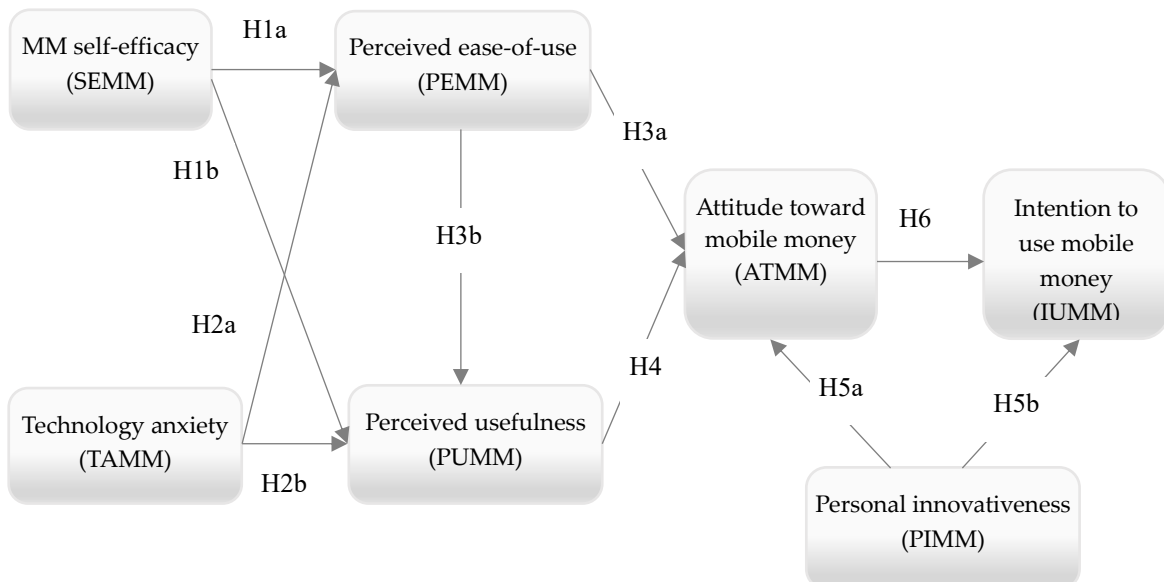 MM self-efficacy
(SEMM)
H1a
Perceived ease-of-use
(PEMM)
H3a
H1b
H3b
Attitude toward
mobile money
(ATMM)
H6
Intention to
use mobile
money
(IUMM)
H2a
H4
H5a
H5b
Technology anxiety
(TAMM)
H2b
Perceived usefulness
(PUMM)
Personal innovativeness
(PIMM)